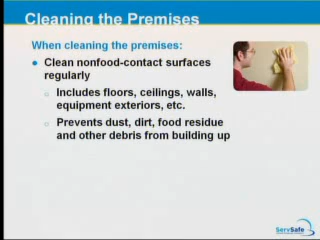 Cleaning the Premises
When cleaning the premises:
Clean nonfood-contact surfaces
regularly
Includes floors, ceilings, walls,
equipment exteriors, etc.
Prevents dust, dirt, food residue
and other debris from building up
ServSafe